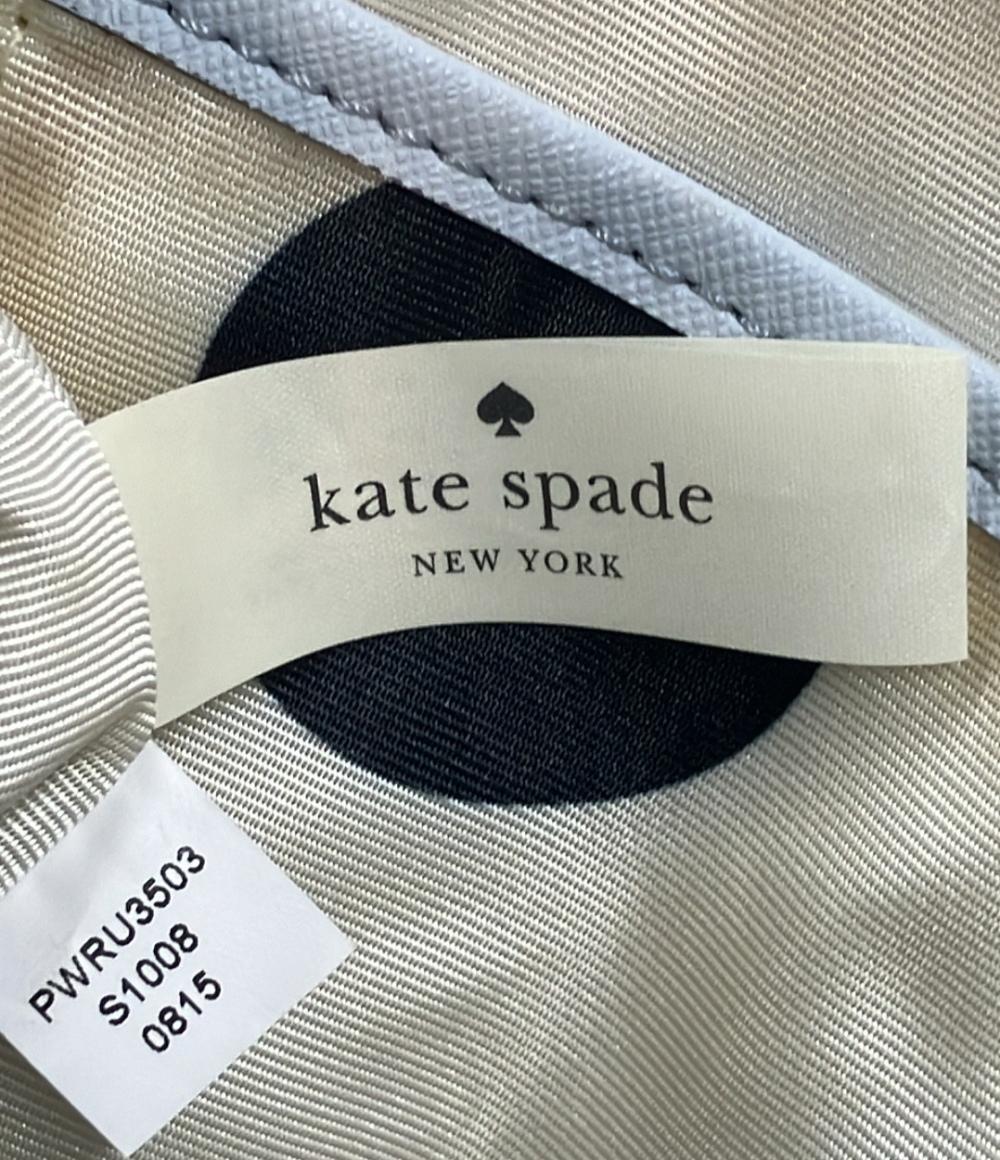 kate spade
NEW YORK
PWRU3503
S1008
0815